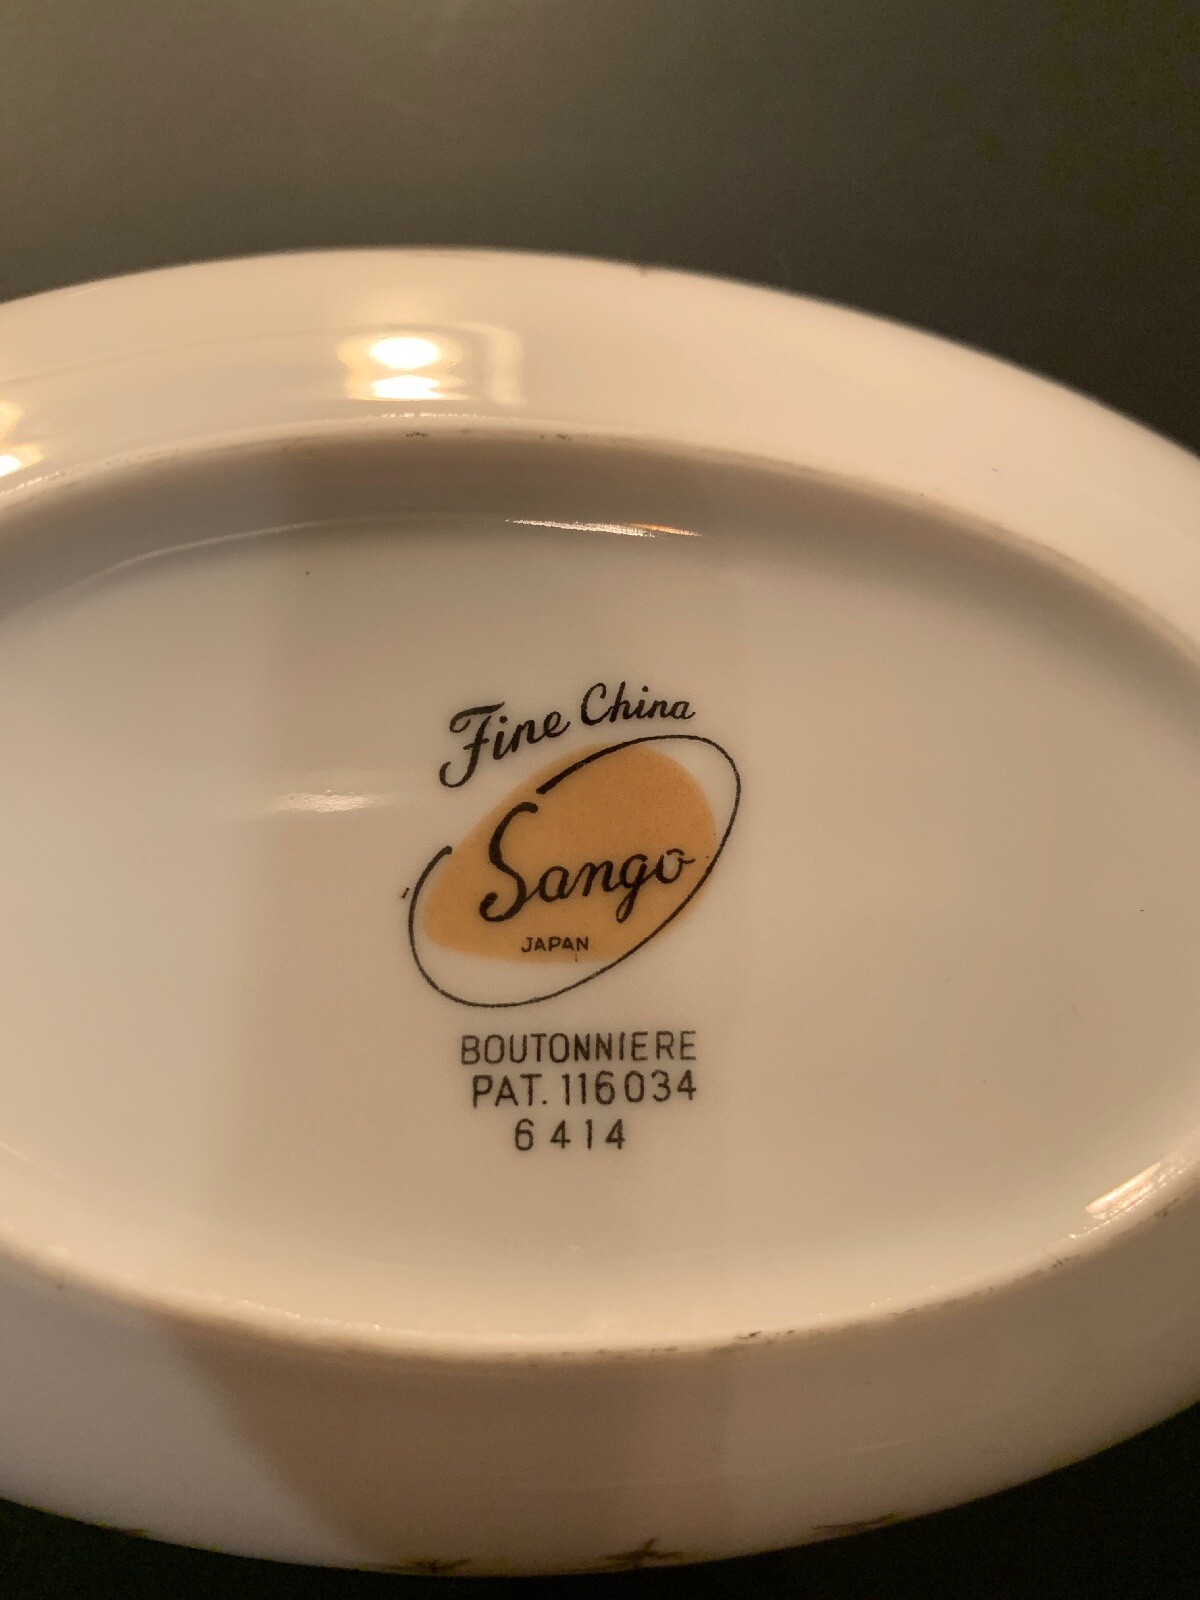 Fine China
Sango
JAPAN
BOUTONNIERE
PAT. 116034
6414